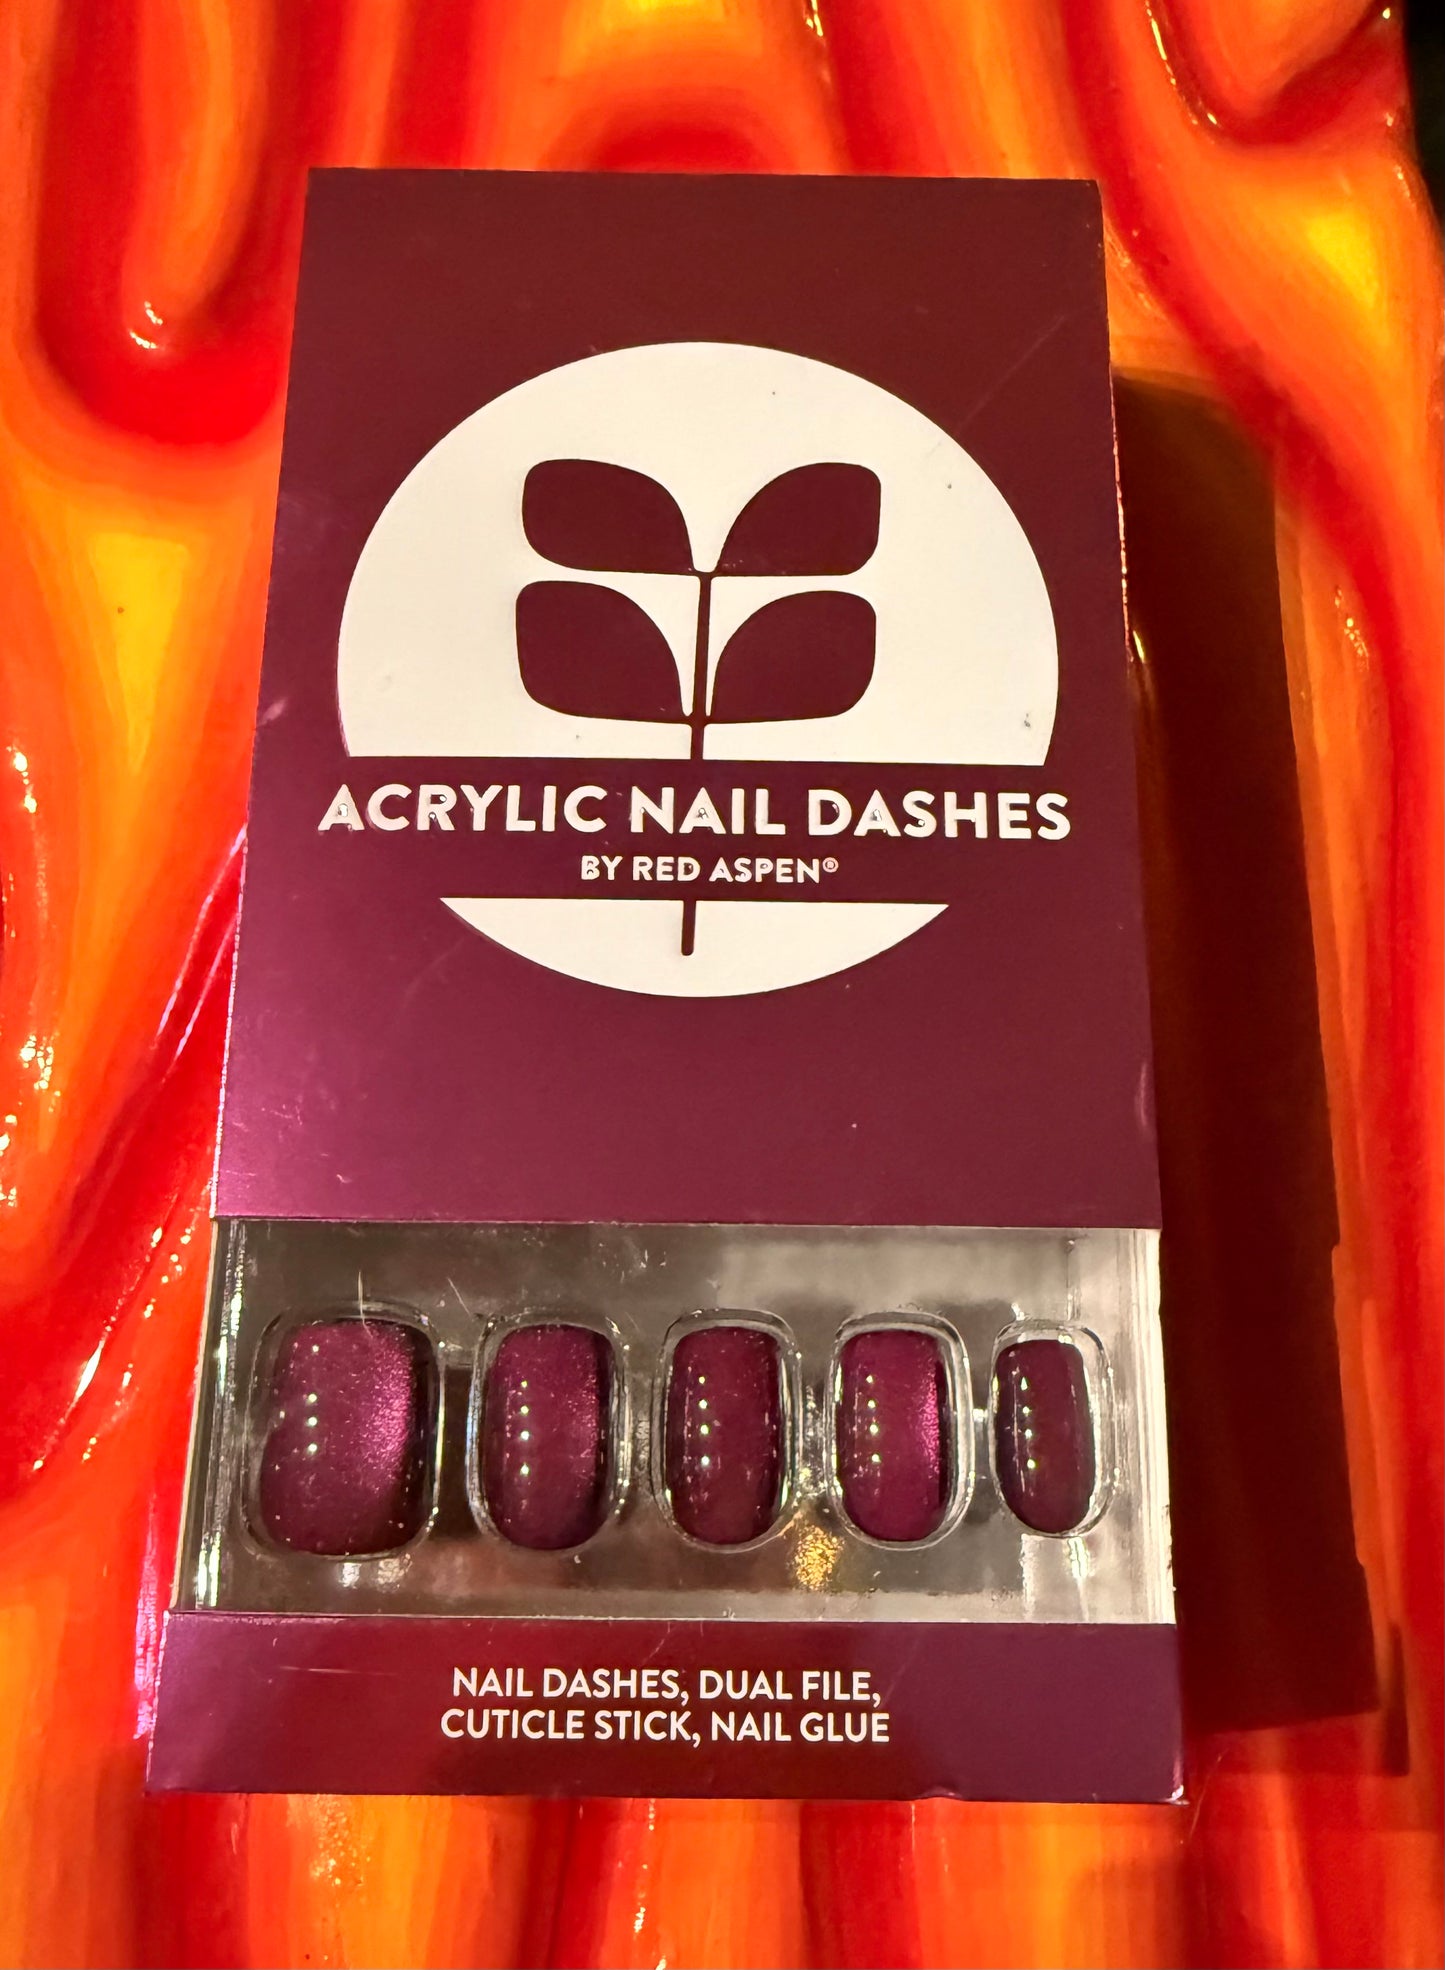 ACRYLIC NAIL DASHES
BY RED ASPEN®
NAIL DASHES, DUAL FILE,
CUTICLE STICK, NAIL GLUE